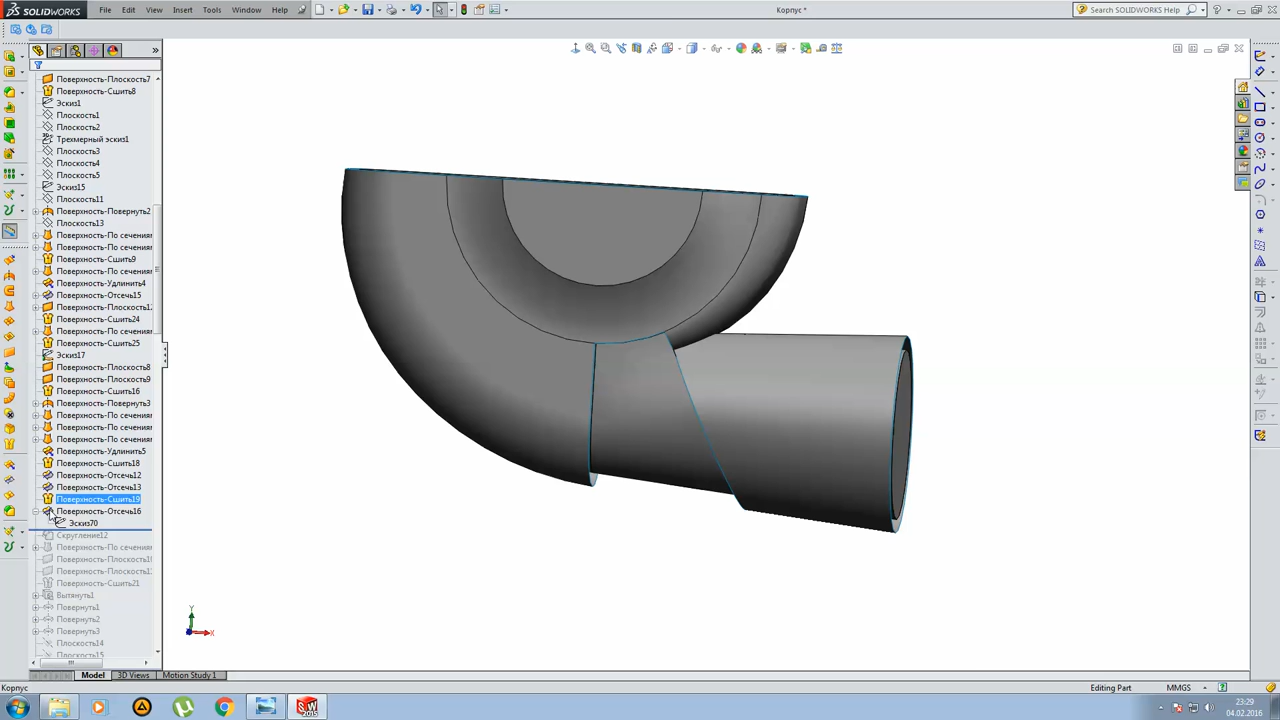 SOLIDWORKS
File Edit View Insert Tools Window Help
Корпус *
Search SOLIDWORKS Help
Поверхность-Плоскость7
Поверхность-Сшить8
Эскиз1
Плоскость1
Плоскость2
Трехмерный эскиз1
Плоскость3
Плоскость4
Плоскость5
Эскиз15
Плоскость11
Поверхность-Повернуть2
Плоскость13
Поверхность-По сечениям
Поверхность-По сечениям
Поверхность-Сшить9
Поверхность-По сечениям
Поверхность-Удлинить4
Поверхность-Отсечь15
Поверхность-Плоскость12
Поверхность-Сшить24
Поверхность-По сечениям
Поверхность-Сшить25
Эскиз17
Поверхность-Плоскость8
Поверхность-Плоскость9
Поверхность-Сшить16
Поверхность-Повернуть3
Поверхность-По сечениям
Поверхность-По сечениям
Поверхность-По сечениям
Поверхность-Удлинить5
Поверхность-Сшить18
Поверхность-Отсечь12
Поверхность-Отсечь13
Поверхность-Сшить19
Поверхность-Отсечь16
Эскиз70
Скругление12
Поверхность-По сечениям
Поверхность-Плоскость1
Поверхность-Плоскость1
Поверхность-Сшить21
Вытянуть1
Повернуть1
Повернуть2
Повернуть3
Плоскость14
Плоскость15
Y
X
Model 3D Views Motion Study 1
Корпус
Editing Part MMGS
SW 2015
23:29
04.02.2016